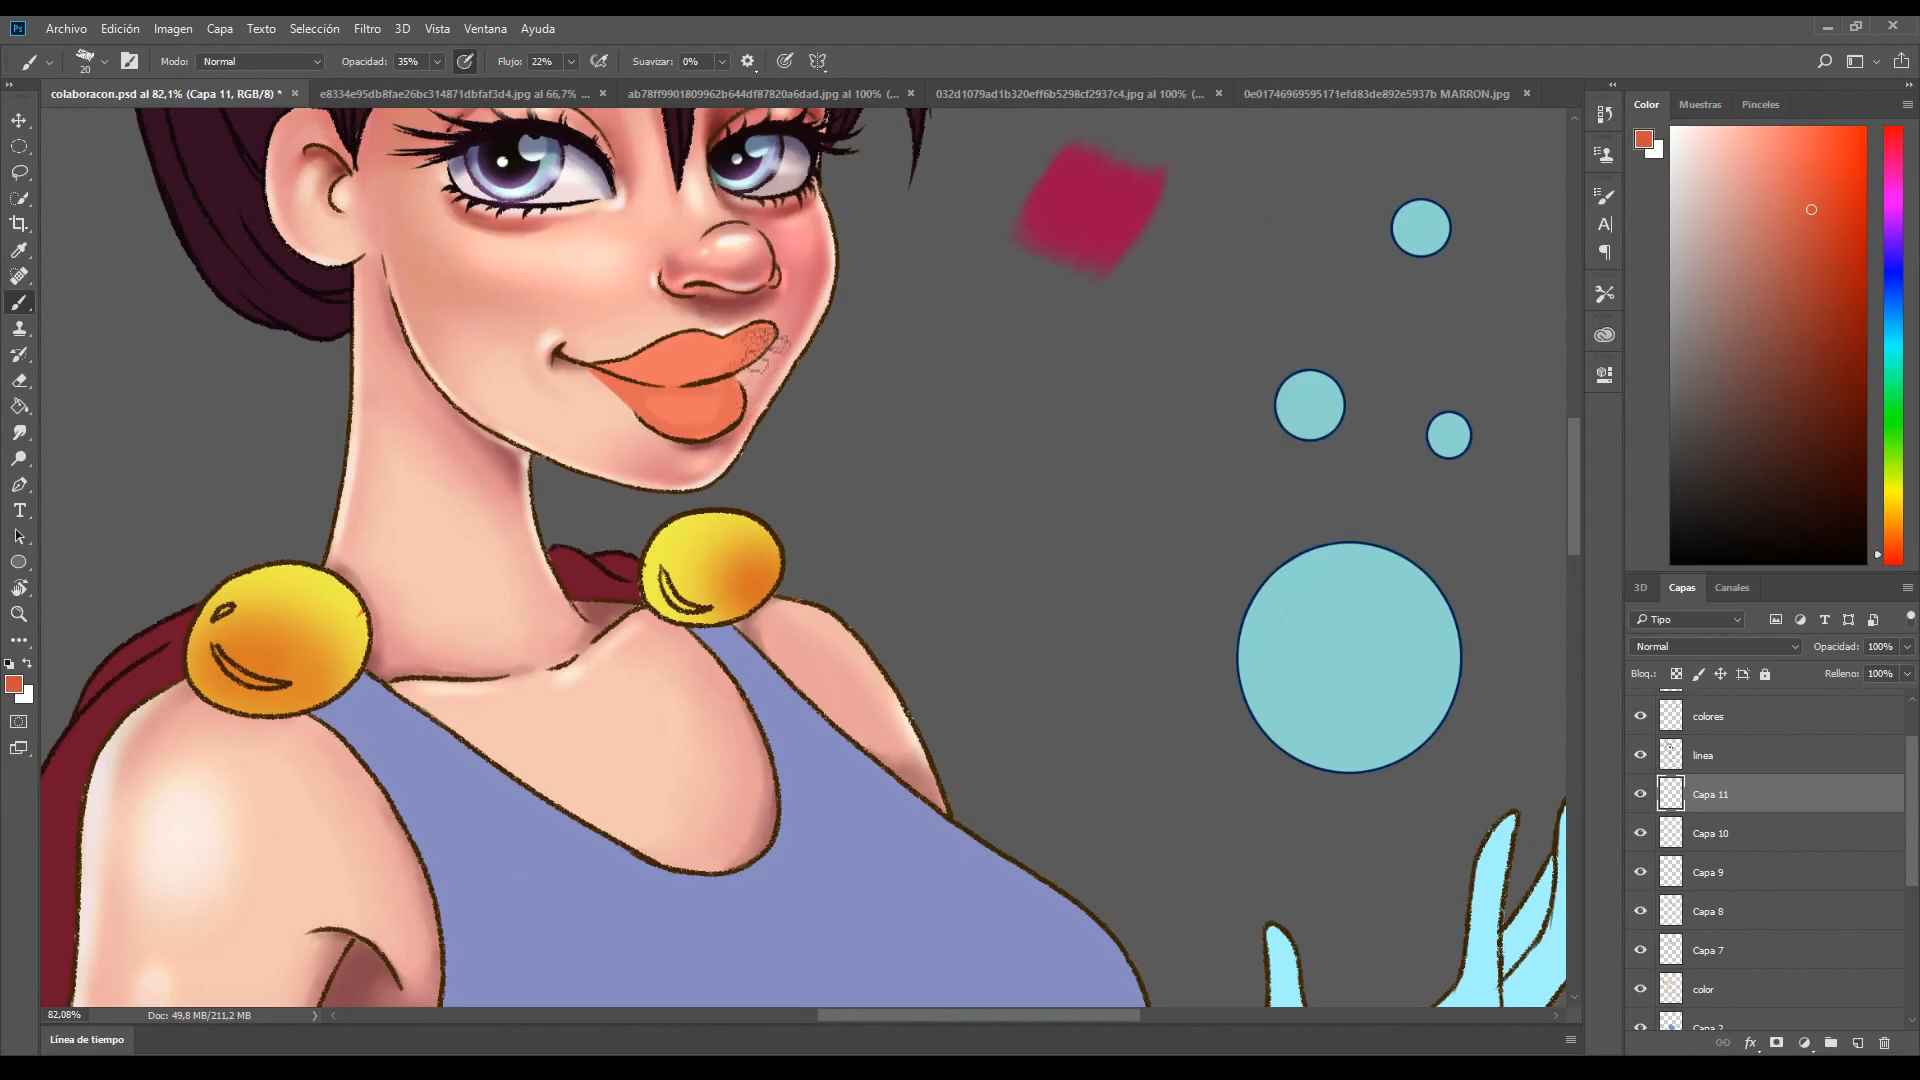 Ps Archivo Edición Imagen Capa Texto Selección Filtro 3D Vista Ventana Ayuda
20 Modo: Normal Opacidad: 35% Flujo: 22% Suavizar: 0%
colaboracon.psd al 82,1% (Capa 11, RGB/8) * e8334e95db8fae26bc314871dbfaf3d4.jpg al 66,7% ... ab78ff9901809962b644df87820a6dad.jpg al 100% (... 032d1079ad1b320eff6b5298cf2937c4.jpg al 100% (... 0e01746969595171efd83de892e5937b MARRON.jpg
Color Muestras Pinceles
3D Capas Canales
Tipo
Normal Opacidad: 100%
Bloq.: Relleno: 100%
colores
linea
Capa 11
Capa 10
Capa 9
Capa 8
Capa 7
color
Capa 2
82,08% Doc: 49,8 MB/211,2 MB
Línea de tiempo